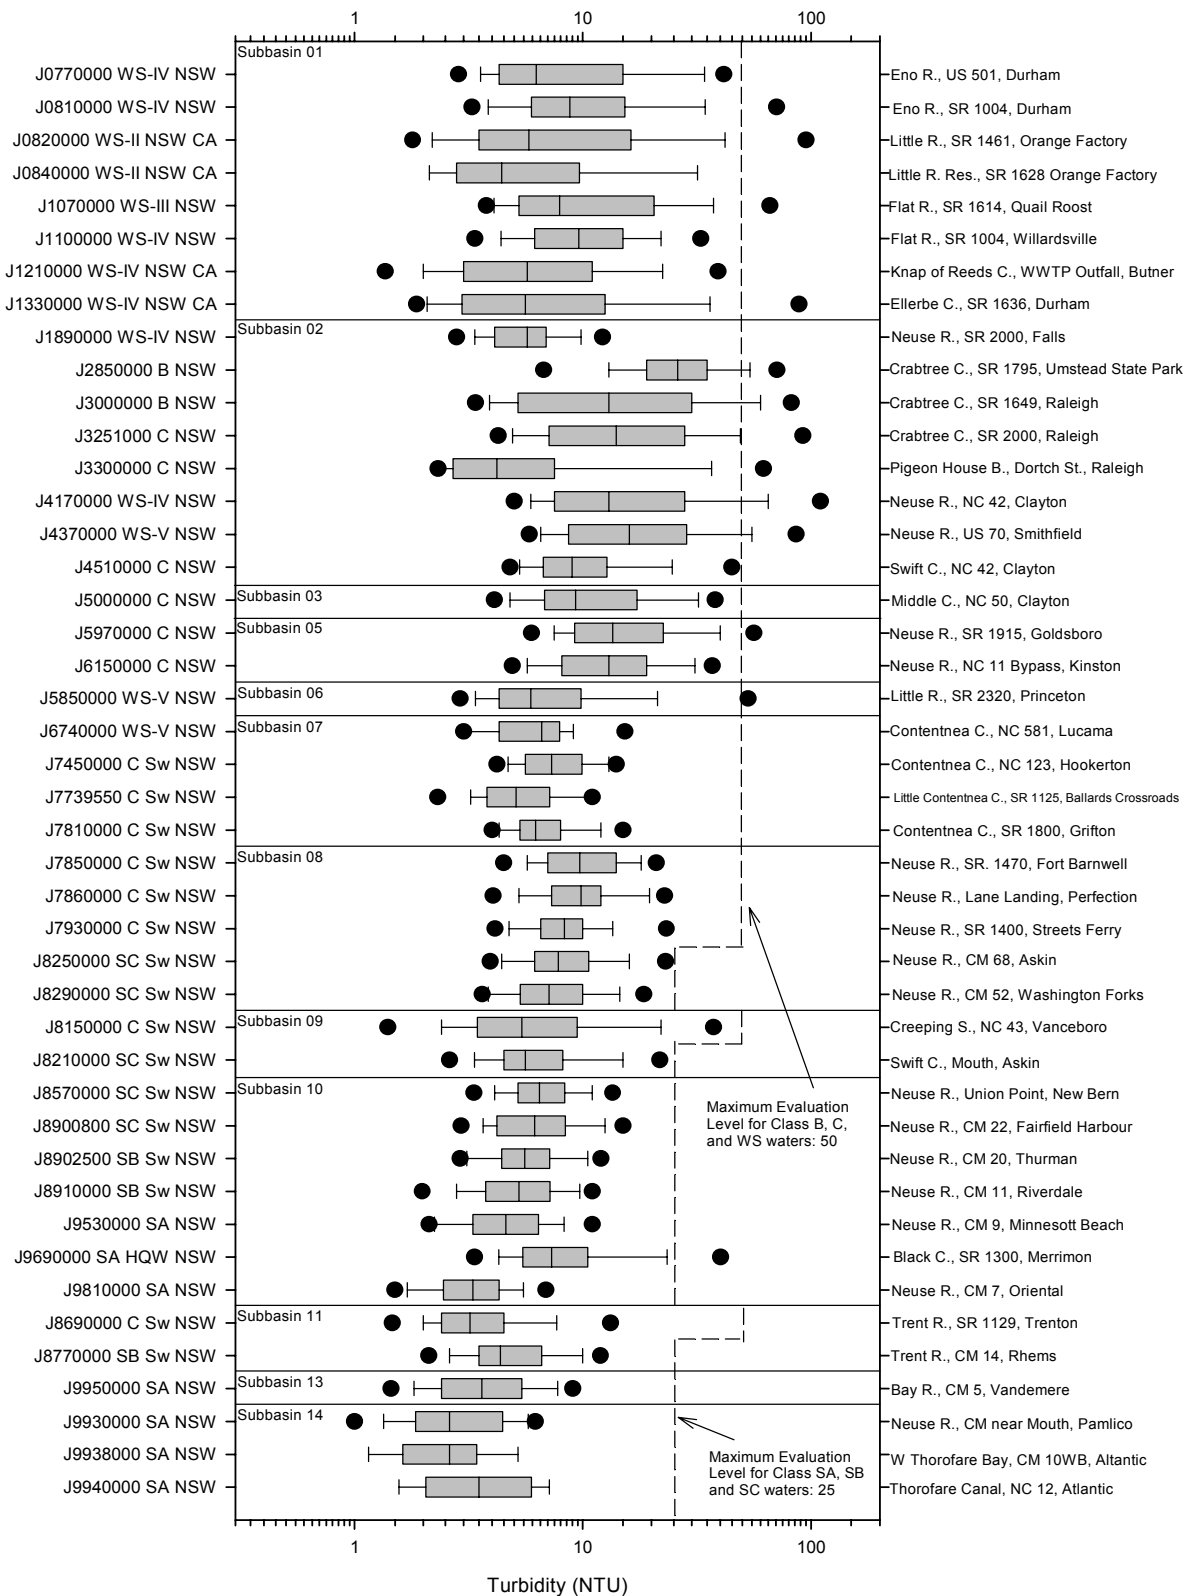 1 10 100
Subbasin 01
J0770000 WS-IV NSW Eno R., US 501, Durham
J0810000 WS-IV NSW Eno R., SR 1004, Durham
J0820000 WS-II NSW CA Little R., SR 1461, Orange Factory
J0840000 WS-II NSW CA Little R. Res., SR 1628 Orange Factory
J1070000 WS-III NSW Flat R., SR 1614, Quail Roost
J1100000 WS-IV NSW Flat R., SR 1004, Willardsville
J1210000 WS-IV NSW CA Knap of Reeds C., WWTP Outfall, Butner
J1330000 WS-IV NSW CA Ellerbe C., SR 1636, Durham
Subbasin 02
J1890000 WS-IV NSW Neuse R., SR 2000, Falls
J2850000 B NSW Crabtree C., SR 1795, Umstead State Park
J3000000 B NSW Crabtree C., SR 1649, Raleigh
J3251000 C NSW Crabtree C., SR 2000, Raleigh
J3300000 C NSW Pigeon House B., Dortch St., Raleigh
J4170000 WS-IV NSW Neuse R., NC 42, Clayton
J4370000 WS-V NSW Neuse R., US 70, Smithfield
J4510000 C NSW Swift C., NC 42, Clayton
Subbasin 03
J5000000 C NSW Middle C., NC 50, Clayton
Subbasin 05
J5970000 C NSW Neuse R., SR 1915, Goldsboro
J6150000 C NSW Neuse R., NC 11 Bypass, Kinston
Subbasin 06
J5850000 WS-V NSW Little R., SR 2320, Princeton
Subbasin 07
J6740000 WS-V NSW Contentnea C., NC 581, Lucama
J7450000 C Sw NSW Contentnea C., NC 123, Hookerton
J7739550 C Sw NSW Little Contentnea C., SR 1125, Ballards Crossroads
J7810000 C Sw NSW Contentnea C., SR 1800, Grifton
Subbasin 08
J7850000 C Sw NSW Neuse R., SR. 1470, Fort Barnwell
J7860000 C Sw NSW Neuse R., Lane Landing, Perfection
J7930000 C Sw NSW Neuse R., SR 1400, Streets Ferry
J8250000 SC Sw NSW Neuse R., CM 68, Askin
J8290000 SC Sw NSW Neuse R., CM 52, Washington Forks
Subbasin 09
J8150000 C Sw NSW Creeping S., NC 43, Vanceboro
J8210000 SC Sw NSW Swift C., Mouth, Askin
Subbasin 10
J8570000 SC Sw NSW Neuse R., Union Point, New Bern
J8900800 SC Sw NSW Neuse R., CM 22, Fairfield Harbour
J8902500 SB Sw NSW Neuse R., CM 20, Thurman
J8910000 SB Sw NSW Neuse R., CM 11, Riverdale
J9530000 SA NSW Neuse R., CM 9, Minnesott Beach
J9690000 SA HQW NSW Black C., SR 1300, Merrimon
J9810000 SA NSW Neuse R., CM 7, Oriental
Maximum Evaluation
Level for Class B, C,
and WS waters: 50
Subbasin 11
J8690000 C Sw NSW Trent R., SR 1129, Trenton
J8770000 SB Sw NSW Trent R., CM 14, Rhems
Subbasin 13
J9950000 SA NSW Bay R., CM 5, Vandemere
Subbasin 14
J9930000 SA NSW Neuse R., CM near Mouth, Pamlico
J9938000 SA NSW W Thorofare Bay, CM 10WB, Altantic
J9940000 SA NSW Thorofare Canal, NC 12, Atlantic
Maximum Evaluation
Level for Class SA, SB
and SC waters: 25
1 10 100
Turbidity (NTU)